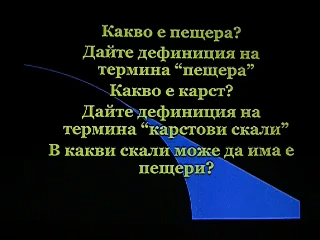 Какво е пещера?
Дайте дефиниция на
термина “пещера”
Какво е карст?
Дайте дефиниция на
термина “карстови скали”
В какви скали може да има е
пещери?